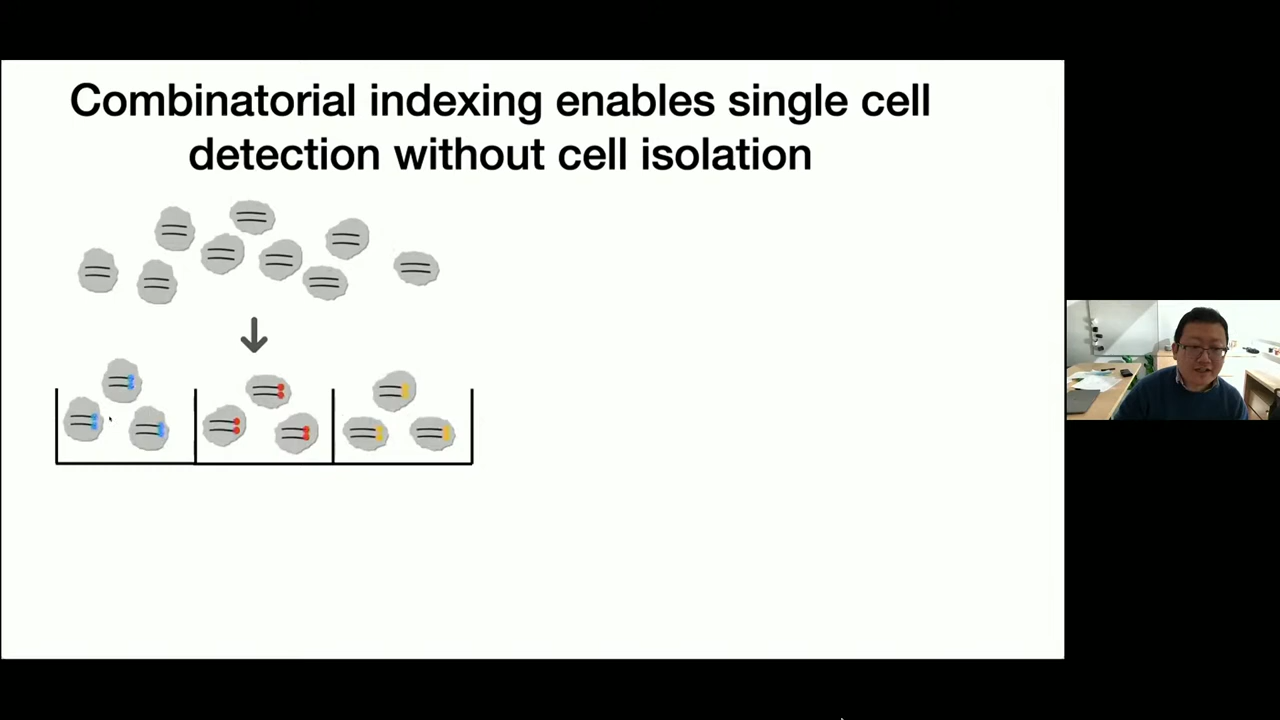 Combinatorial indexing enables single cell
detection without cell isolation